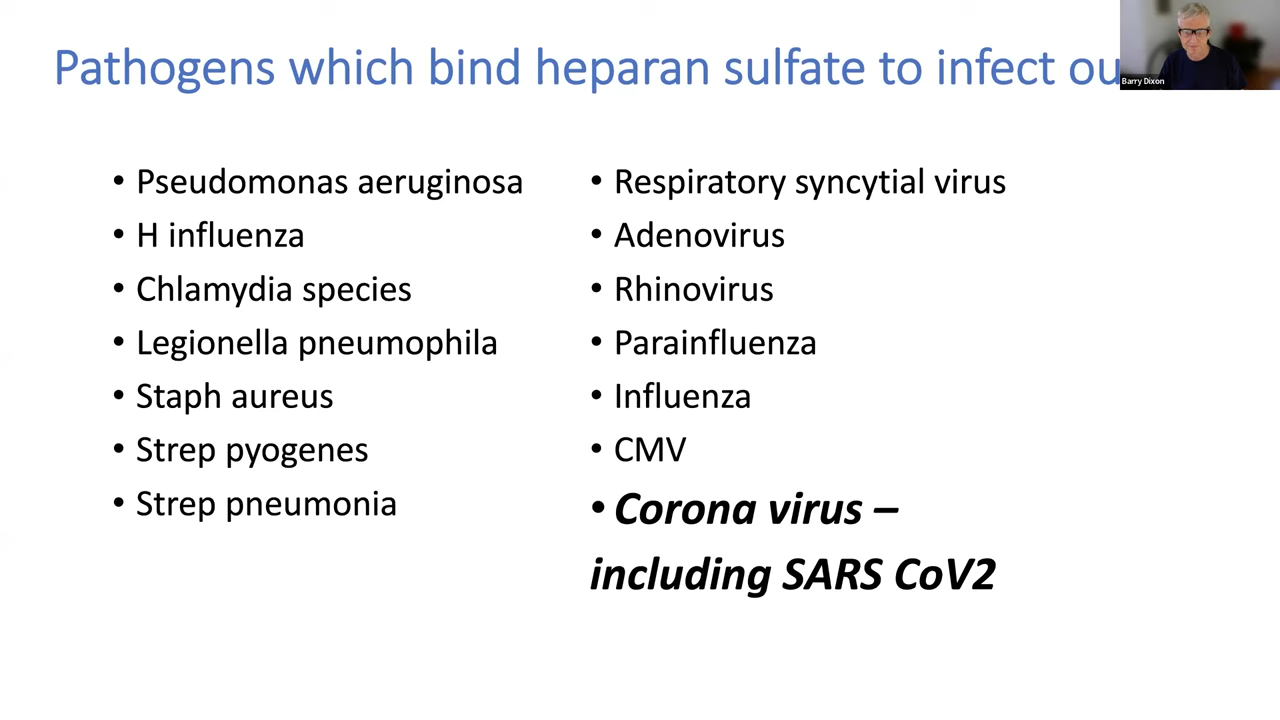 Pathogens which bind heparan sulfate to infect ou
Barry Dixon
• Pseudomonas aeruginosa
• H influenza
• Chlamydia species
• Legionella pneumophila
• Staph aureus
• Strep pyogenes
• Strep pneumonia
• Respiratory syncytial virus
• Adenovirus
• Rhinovirus
• Parainfluenza
• Influenza
• CMV
• Corona virus –
including SARS CoV2